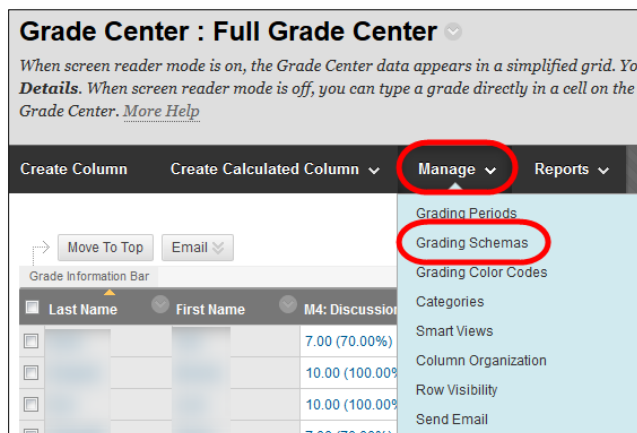 Grade Center : Full Grade Center
When screen reader mode is on, the Grade Center data appears in a simplified grid. Yo
Details. When screen reader mode is off, you can type a grade directly in a cell on the
Grade Center. More Help
Create Column Create Calculated Column Manage Reports
Grading Periods
Move To Top Email Grading Schemas
Grade Information Bar Grading Color Codes
Last Name First Name M4: Discussion Categories
Smart Views
7.00 (70.00%)
Column Organization
10.00 (100.00%
Row Visibility
10.00 (100.00%
Send Email